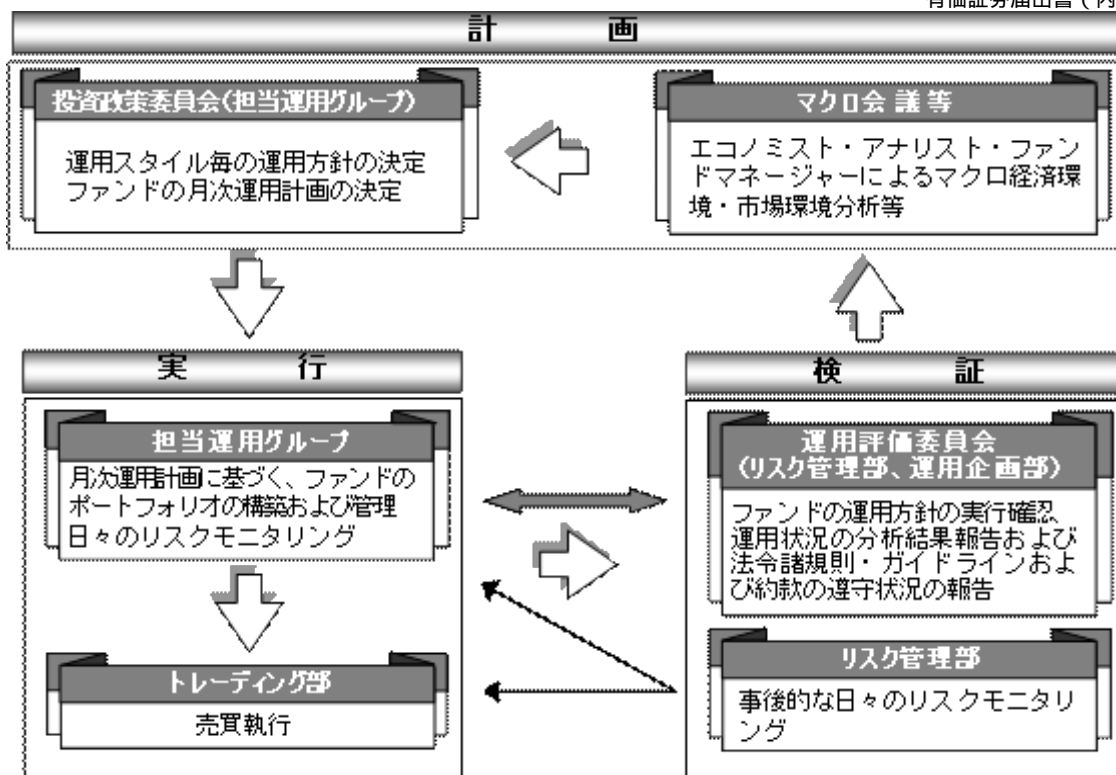 有価証券届出書(内
計 画
投資政策委員会(担当運用グループ)
運用スタイル毎の運用方針の決定
ファンドの月次運用計画の決定
マクロ会議等
エコノミスト・アナリスト・ファン
ドマネージャーによるマクロ経済環
境・市場環境分析等
実 行
担当運用グループ
月次運用計画に基づく、ファンドの
ポートフォリオの構築および管理
日々のリスクモニタリング
トレーディング部
売買執行
検 証
運用評価委員会
(リスク管理部、運用企画部)
ファンドの運用方針の実行確認
運用状況の分析結果報告および
法令諸規則・ガイドラインおよ
び約款の遵守状況の報告
リスク管理部
事後的な日々のリスクモニタリ
ング